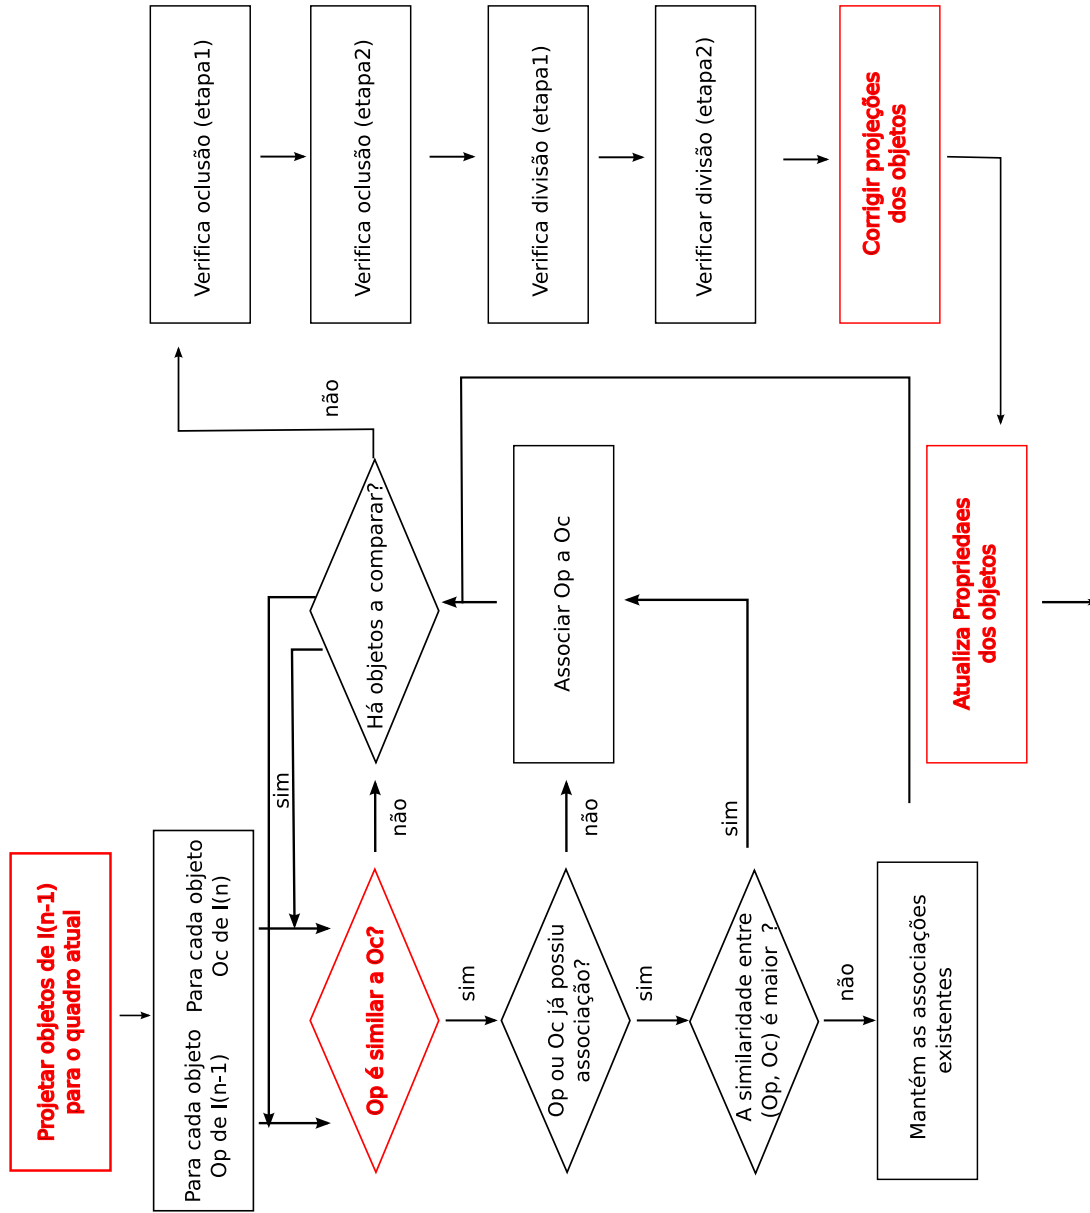 Projetar objetos de I(n-1)
para o quadro atual
Para cada objeto
Op de I(n-1)
Para cada objeto
Oc de I(n)
Op é similar a Oc?
não
sim
Há objetos a comparar?
sim
não
Op ou Oc já possiu
associação?
não
sim
Associar Op a Oc
A similaridade entre
(Op, Oc) é maior ?
sim
não
Mantém as associações
existentes
Verifica oclusão (etapa1)
Verifica oclusão (etapa2)
Verifica divisão (etapa1)
Verificar divisão (etapa2)
Corrigir projeções
dos objetos
Atualiza Propriedaes
dos objetos